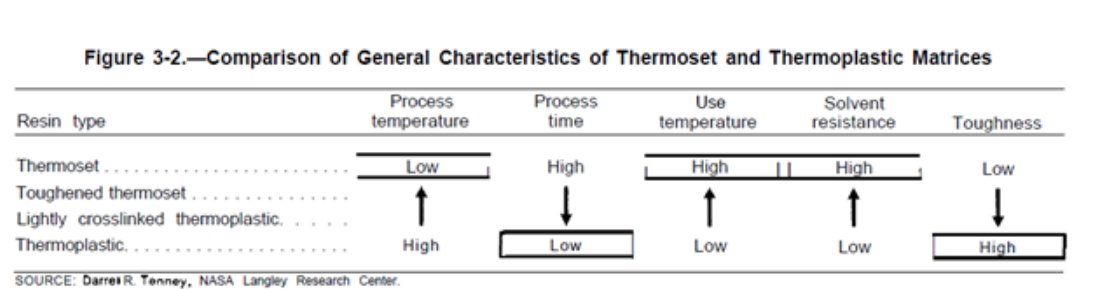 Figure 3-2.—Comparison of General Characteristics of Thermoset and Thermoplastic Matrices
Resin type Process temperature Process time Use temperature Solvent resistance Toughness
Thermoset . . . . . . . . . . . . . . . . . . . . . . . . . Low High High High Low
Toughened thermoset . . . . . . . . . . . . . . .
Lightly crosslinked thermoplastic. . . . . .
Thermoplastic. . . . . . . . . . . . . . . . . . . . . . High Low Low Low High
SOURCE: Darrel R. Tenney, NASA Langley Research Center.